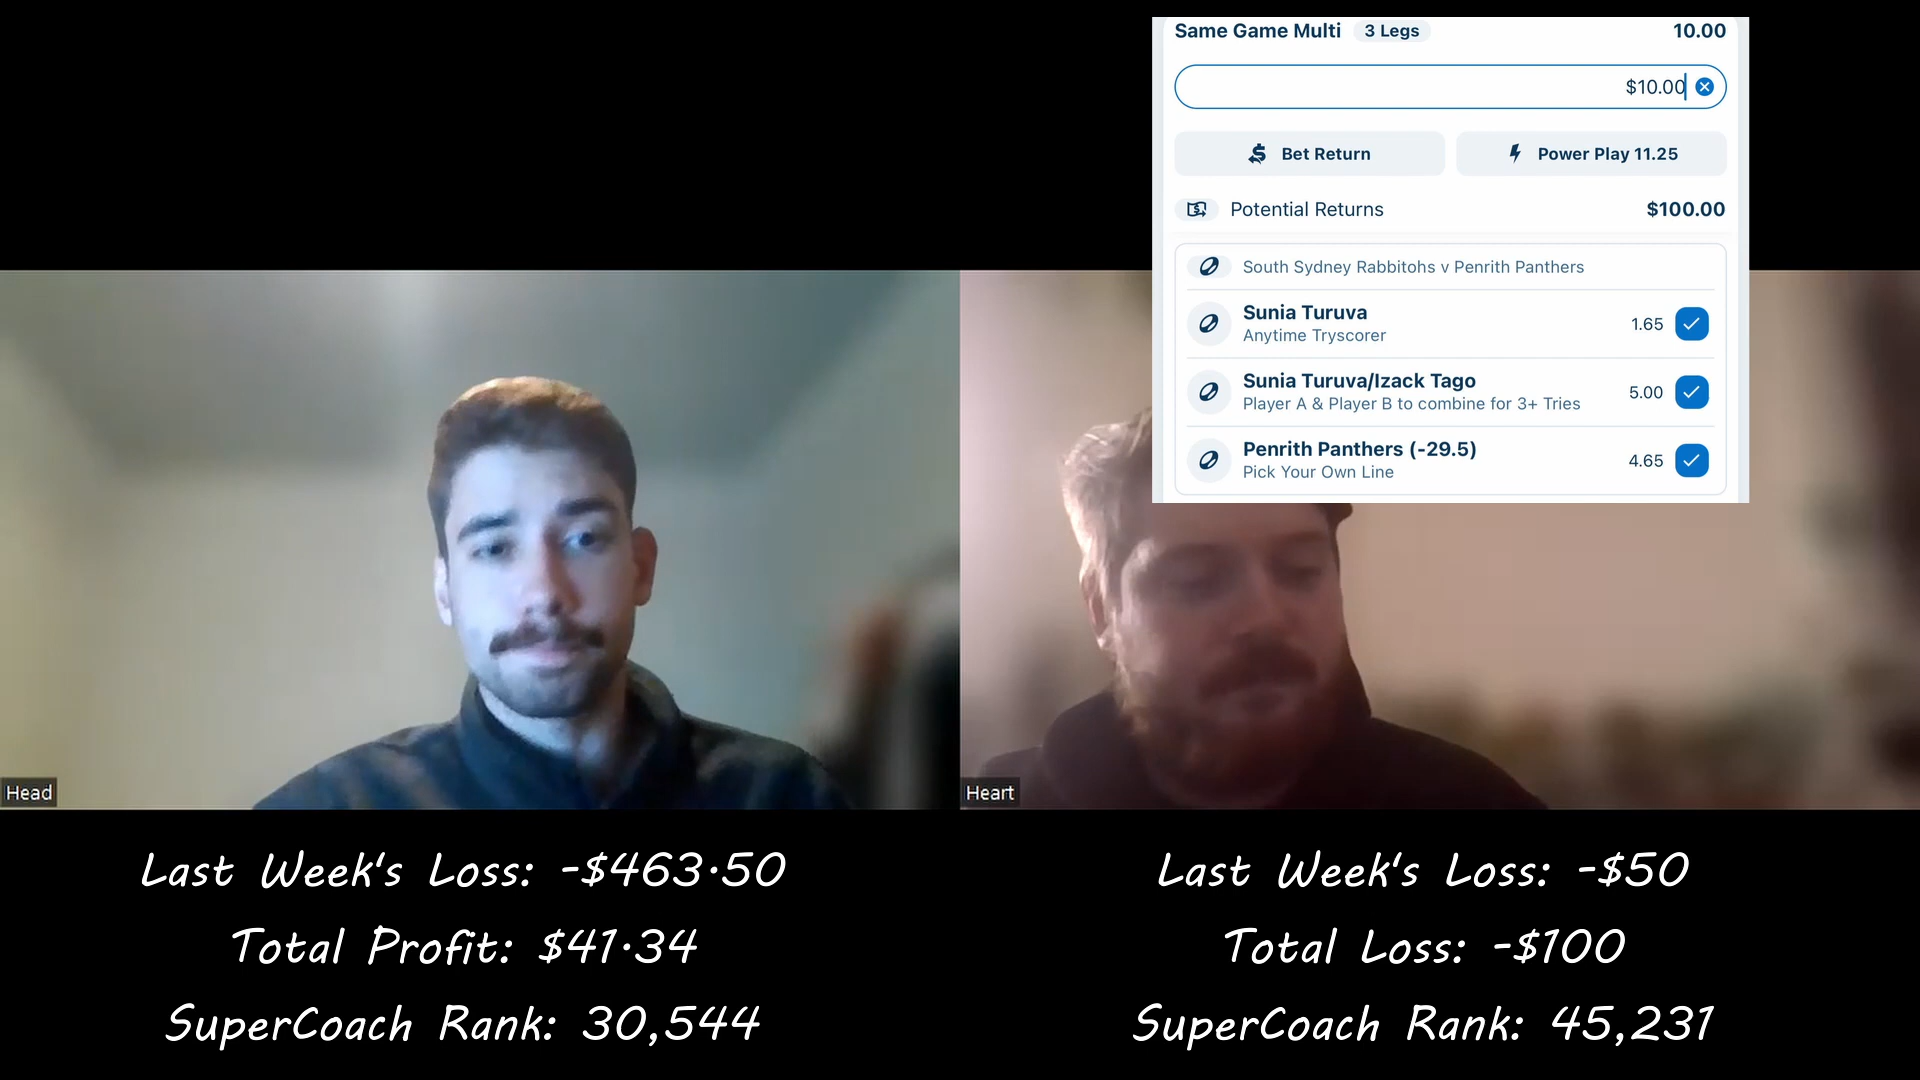 Same Game Multi 3 Legs 10.00
$10.00
Bet Return Power Play 11.25
Potential Returns $100.00
South Sydney Rabbitohs v Penrith Panthers
Sunia Turuva 1.65
Anytime Tryscorer
Sunia Turuva/Izack Tago 5.00
Player A & Player B to combine for 3+ Tries
Penrith Panthers (-29.5) 4.65
Pick Your Own Line
Head
Heart
Last Week's Loss: -$463.50
Total Profit: $41.34
SuperCoach Rank: 30,544
Last Week's Loss: -$50
Total Loss: -$100
SuperCoach Rank: 45,231